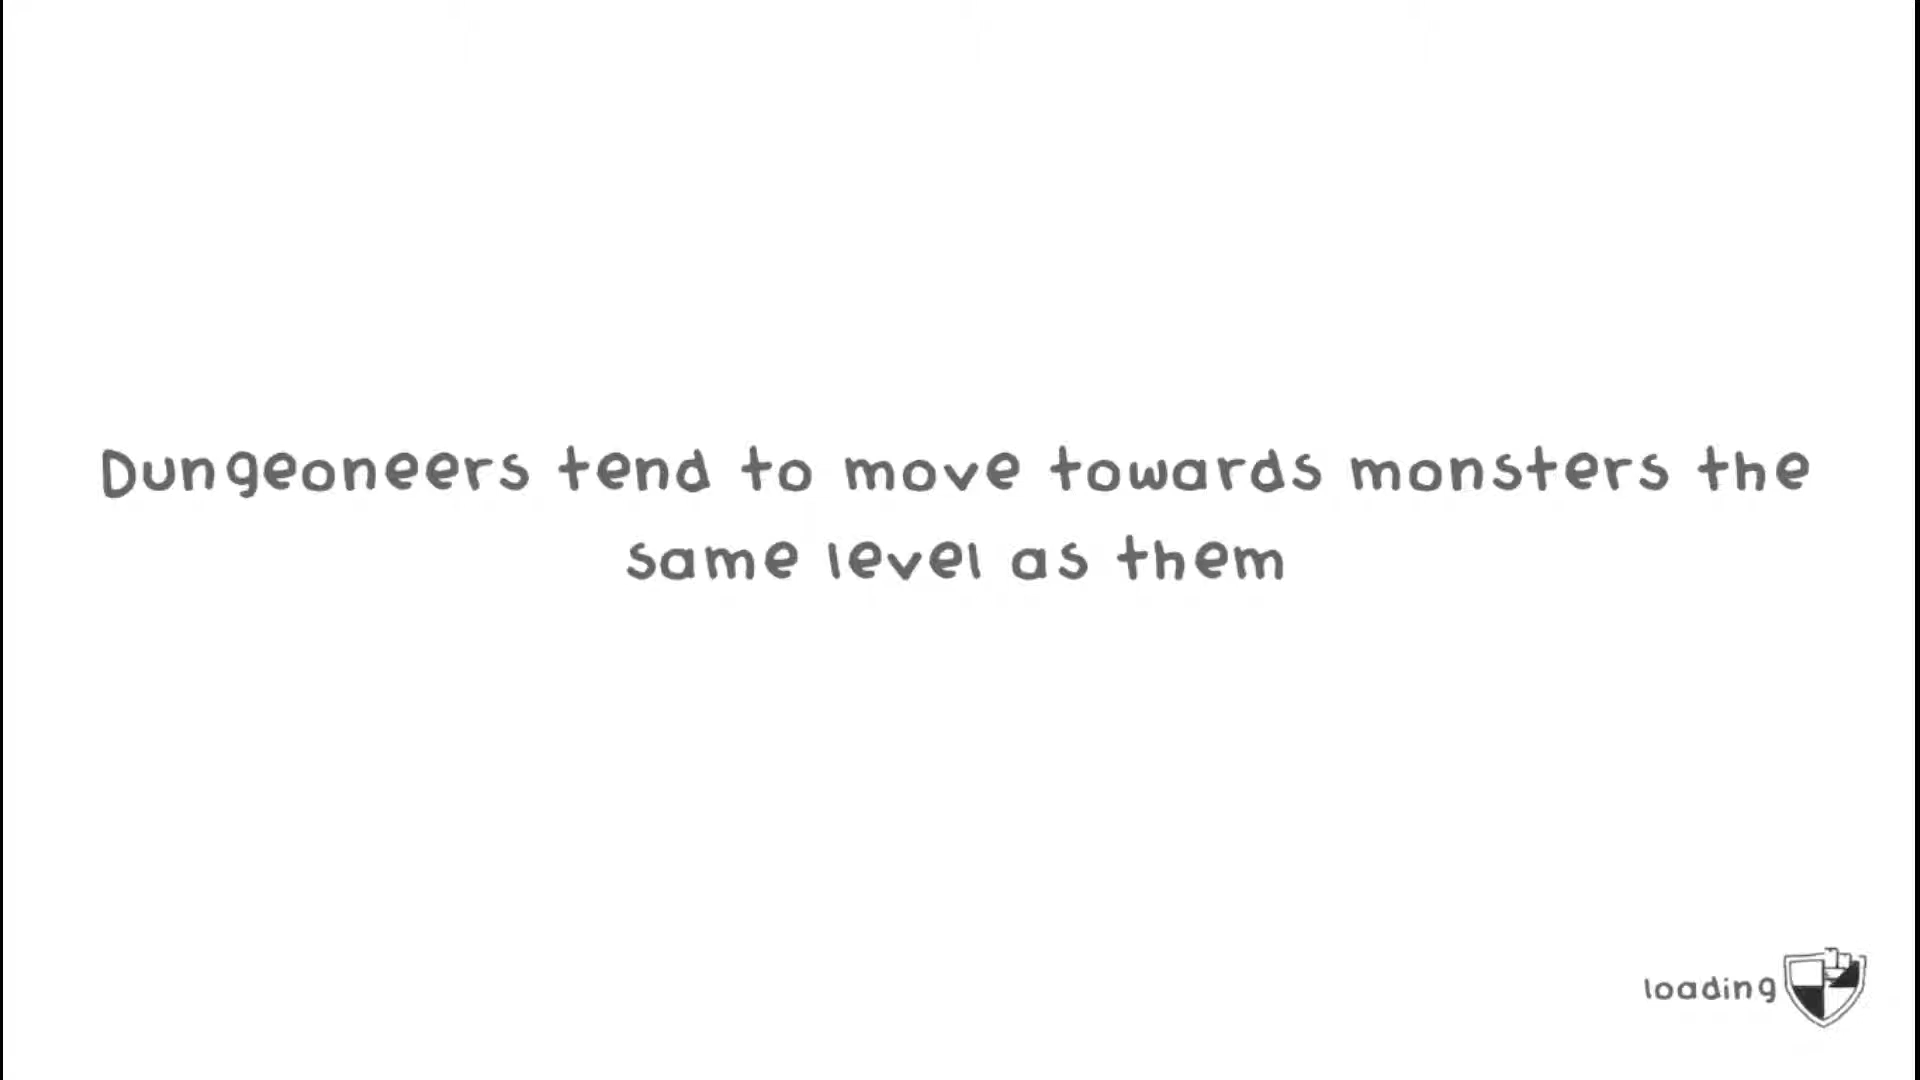 Dungeoneers tend to move towards monsters the
same level as them
loading